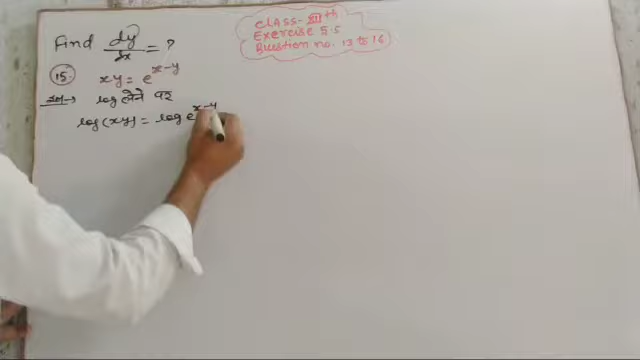 Class - XIIth
Exercise 5.5
Question no. 13 to 16
Find dy/dx = ?
15. xy = e^(x-y)
हल→ log लेने पर
log(xy) = log e^(x-y)